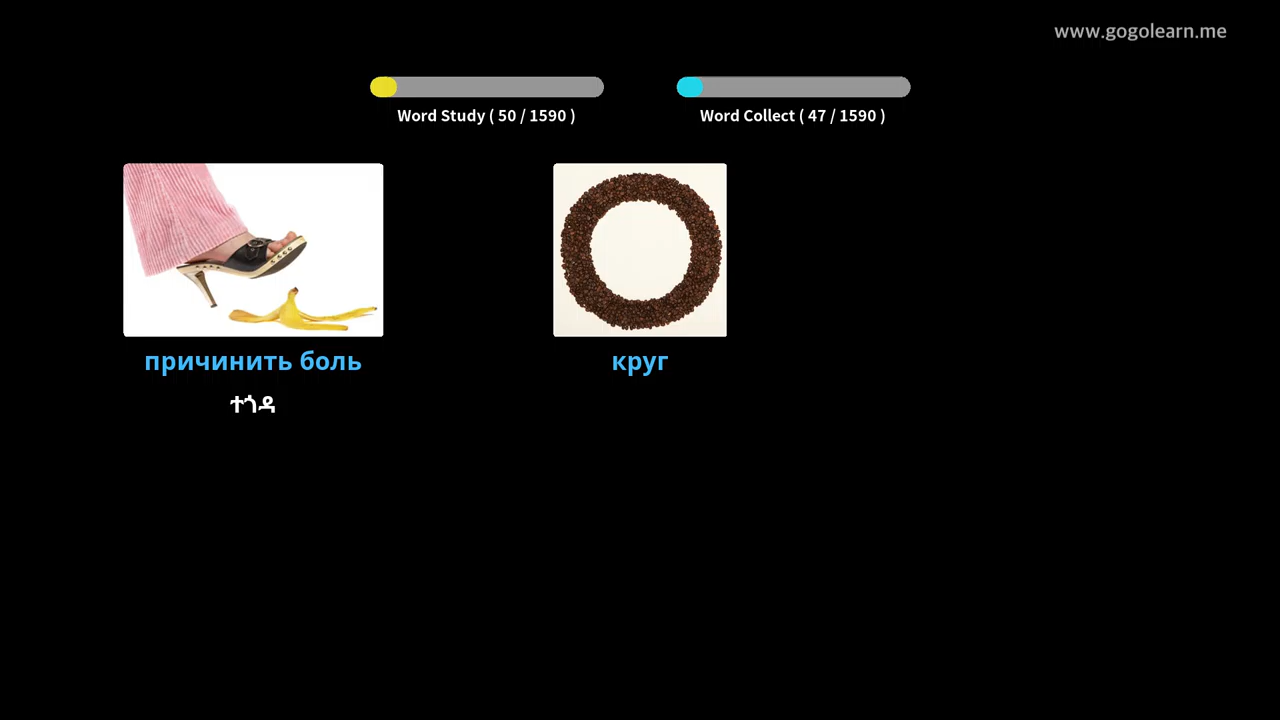 www.gogolearn.me
Word Study ( 50 / 1590 )
Word Collect ( 47 / 1590 )
причинить боль
круг
ተጎዳ